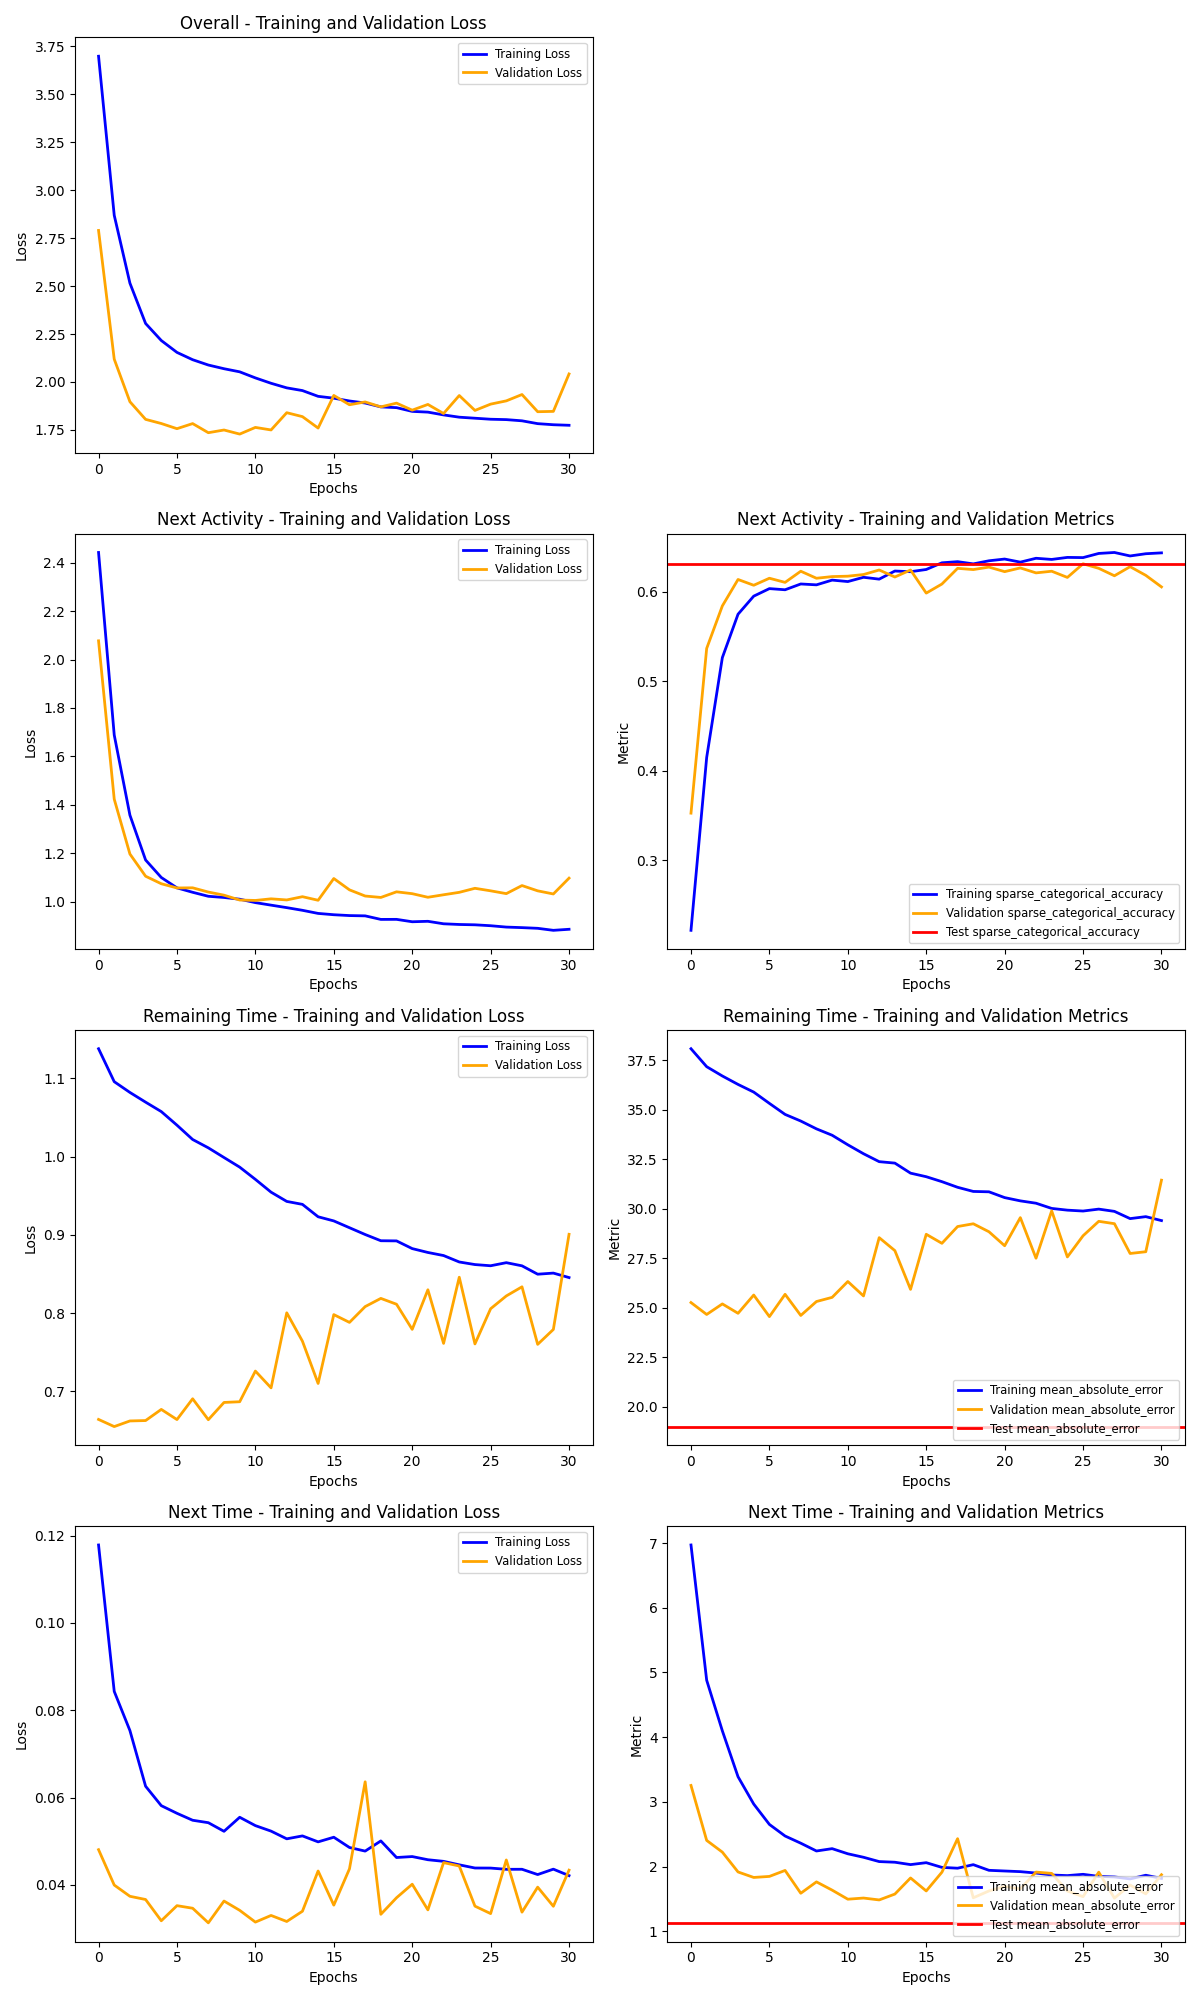 Overall - Training and Validation Loss
3.75
3.50
3.25
3.00
2.75
2.50
2.25
2.00
1.75
Loss
Training Loss
Validation Loss
0 5 10 15 20 25 30
Epochs
Next Activity - Training and Validation Loss
2.4
2.2
2.0
1.8
1.6
1.4
1.2
1.0
Loss
Training Loss
Validation Loss
0 5 10 15 20 25 30
Epochs
Next Activity - Training and Validation Metrics
0.6
0.5
0.4
0.3
Metric
Training sparse_categorical_accuracy
Validation sparse_categorical_accuracy
Test sparse_categorical_accuracy
0 5 10 15 20 25 30
Epochs
Remaining Time - Training and Validation Loss
1.1
1.0
0.9
0.8
0.7
Loss
Training Loss
Validation Loss
0 5 10 15 20 25 30
Epochs
Remaining Time - Training and Validation Metrics
37.5
35.0
32.5
30.0
27.5
25.0
22.5
20.0
Metric
Training mean_absolute_error
Validation mean_absolute_error
Test mean_absolute_error
0 5 10 15 20 25 30
Epochs
Next Time - Training and Validation Loss
0.12
0.10
0.08
0.06
0.04
Loss
Training Loss
Validation Loss
0 5 10 15 20 25 30
Epochs
Next Time - Training and Validation Metrics
7
6
5
4
3
2
1
Metric
Training mean_absolute_error
Validation mean_absolute_error
Test mean_absolute_error
0 5 10 15 20 25 30
Epochs